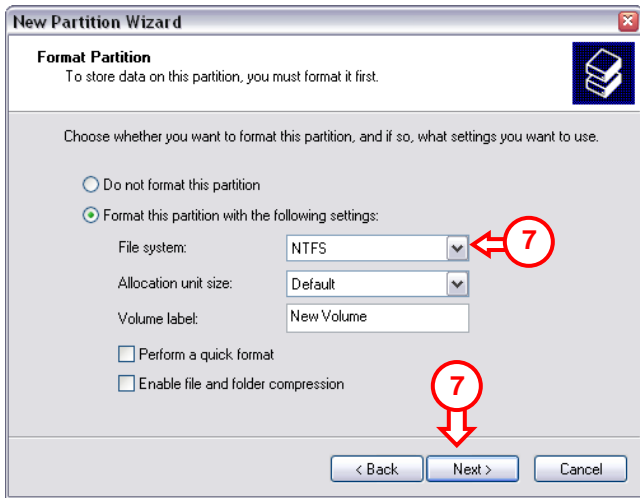 New Partition Wizard
Format Partition
To store data on this partition, you must format it first.
Choose whether you want to format this partition, and if so, what settings you want to use.
Do not format this partition
Format this partition with the following settings:
File system: NTFS 7
Allocation unit size: Default
Volume label: New Volume
Perform a quick format
Enable file and folder compression
7
< Back Next > Cancel